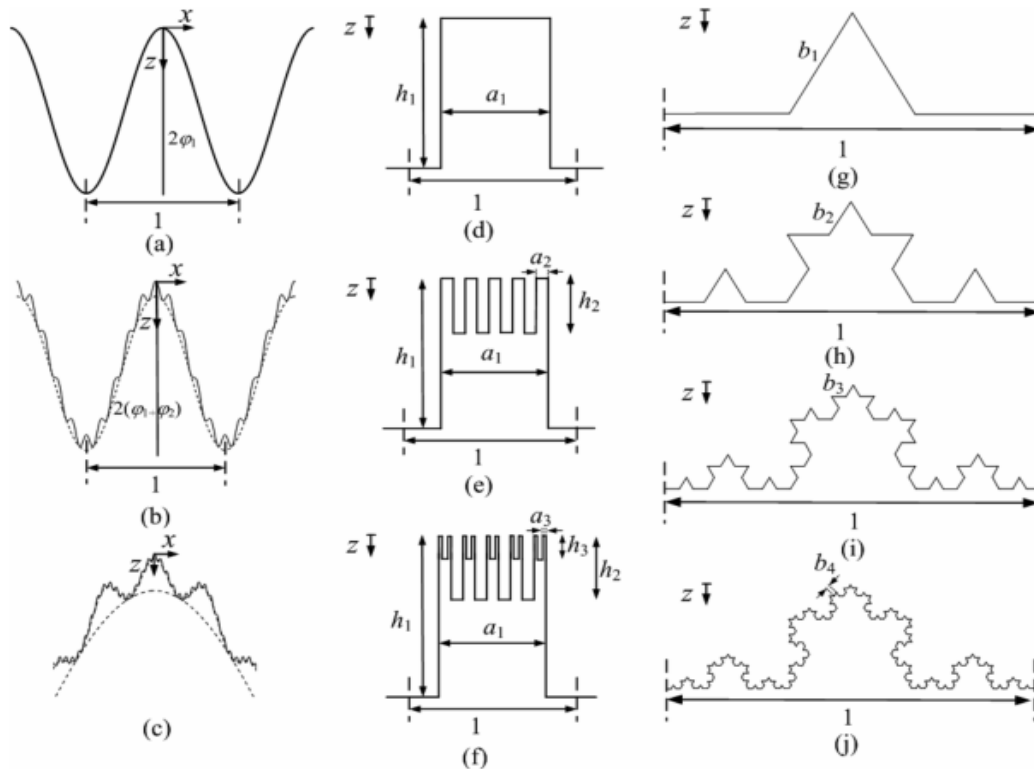 x
z
2φ₁
1
(a)
x
z
2(φ₁₋φ₂)
1
(b)
x
z
(c)
z
h₁
a₁
1
(d)
z
a₂
h₂
h₁
a₁
1
(e)
z
a₃
h₃
h₂
h₁
a₁
1
(f)
z
b₁
1
(g)
z
b₂
1
(h)
z
b₃
1
(i)
z
b₄
1
(j)